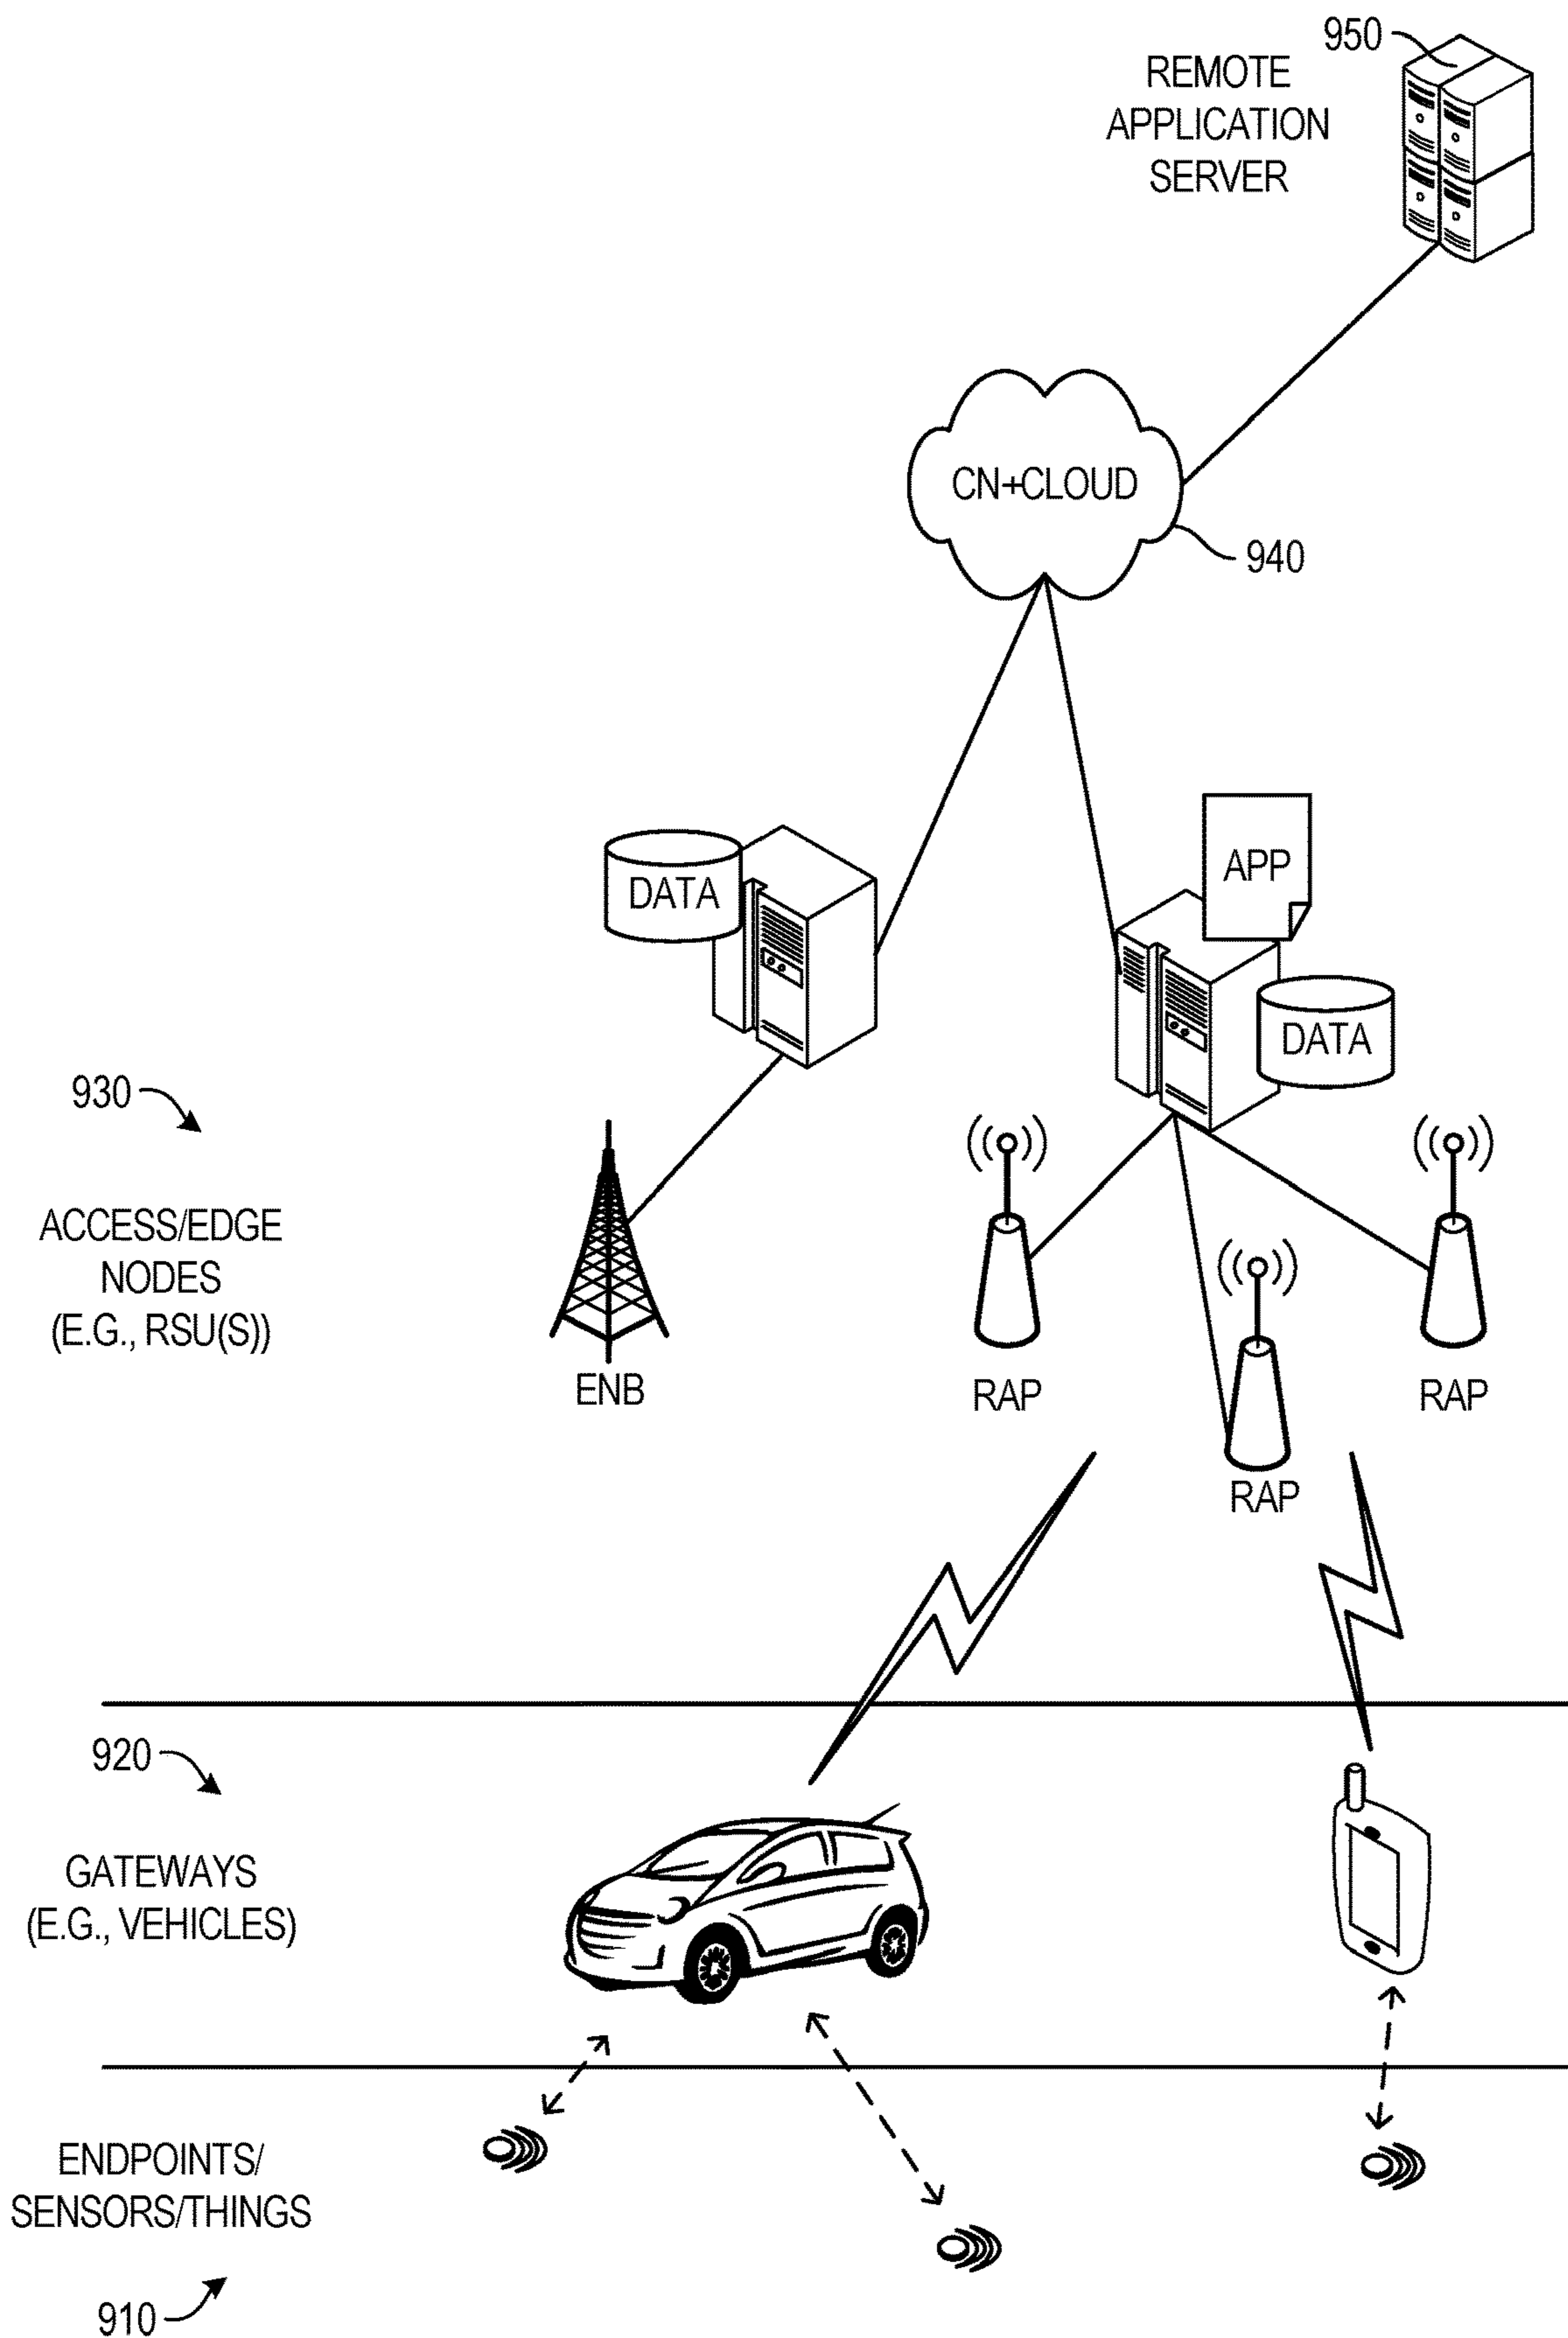 950
REMOTE
APPLICATION
SERVER
CN+CLOUD
940
APP
DATA
DATA
930
ACCESS/EDGE
NODES
(E.G., RSU(S))
ENB
RAP
RAP
RAP
920
GATEWAYS
(E.G., VEHICLES)
ENDPOINTS/
SENSORS/THINGS
910